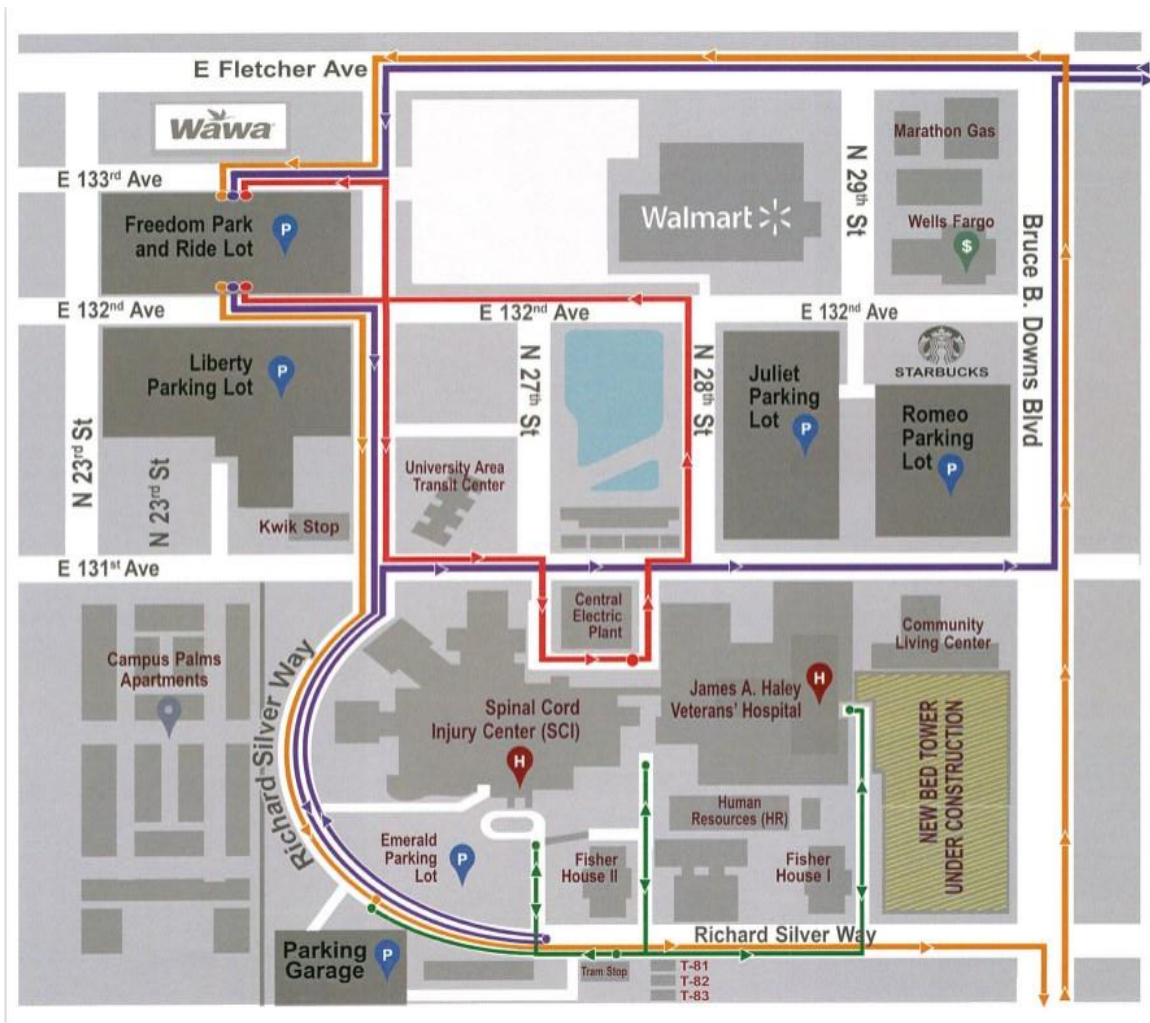 E Fletcher Ave
Wawa
Marathon Gas
E 133rd Ave
N 29th St
Walmart
Wells Fargo
$
Freedom Park
and Ride Lot
P
Bruce B. Downs Blvd
E 132nd Ave
E 132nd Ave
E 132nd Ave
STARBUCKS
Liberty
Parking Lot
P
N 27th St
N 28th St
Juliet
Parking
Lot
P
Romeo
Parking
Lot
P
N 23rd St
N 23rd St
University Area
Transit Center
Kwik Stop
E 131st Ave
Central
Electric
Plant
Community
Living Center
Campus Palms
Apartments
Richard Silver Way
Spinal Cord
Injury Center (SCI)
H
James A. Haley
Veterans' Hospital
H
NEW BED TOWER
UNDER CONSTRUCTION
Human
Resources (HR)
Emerald
Parking
Lot
P
Fisher
House II
Fisher
House I
Richard Silver Way
Parking
Garage
P
Tram Stop
T-81
T-82
T-83